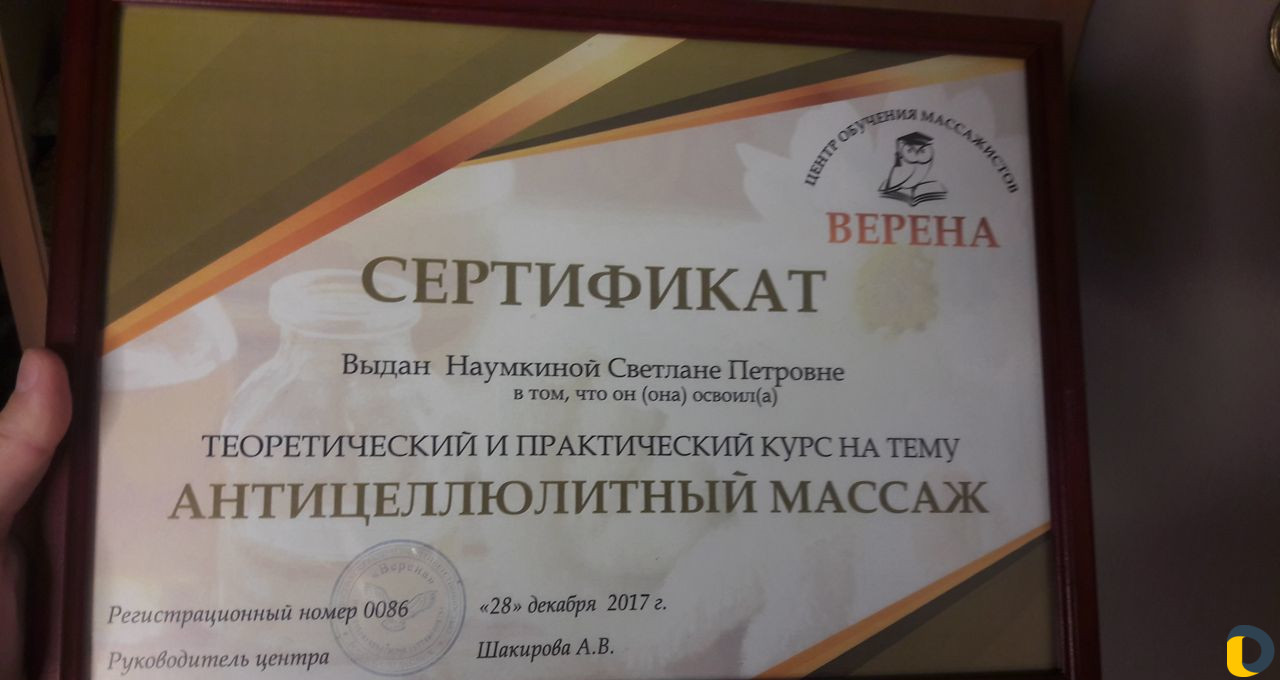 ЦЕНТР ОБУЧЕНИЯ МАССАЖИСТОВ
ВЕРЕНА
СЕРТИФИКАТ
Выдан Наумкиной Светлане Петровне
в том, что он (она) освоил(а)
ТЕОРЕТИЧЕСКИЙ И ПРАКТИЧЕСКИЙ КУРС НА ТЕМУ
АНТИЦЕЛЛЮЛИТНЫЙ МАССАЖ
«Верена»
Регистрационный номер 0086 «28» декабря 2017 г.
Руководитель центра Шакирова А.В.